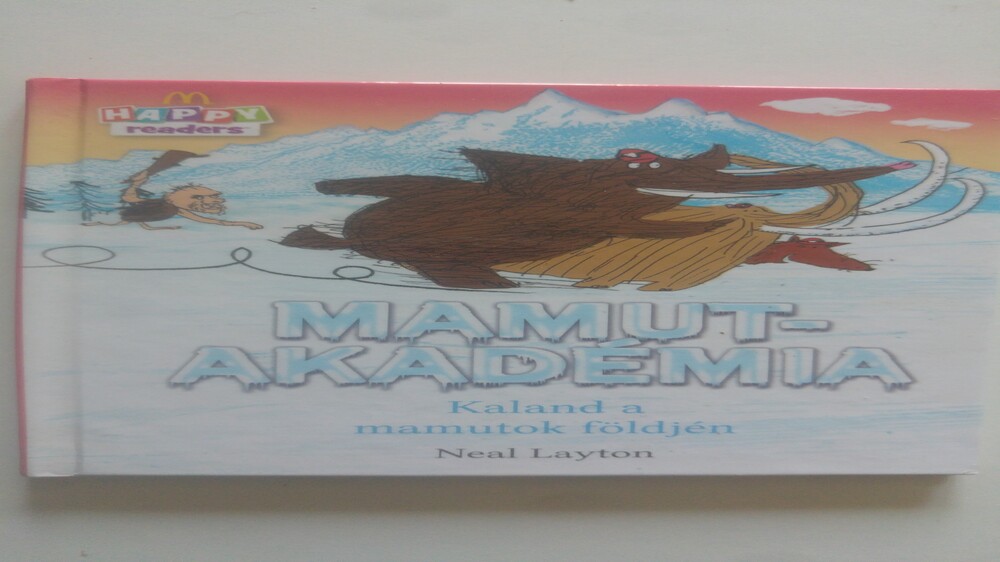 HAPPY
readers
MAMUT-
AKADÉMIA
Kaland a
mamutok földjén
Neal Layton